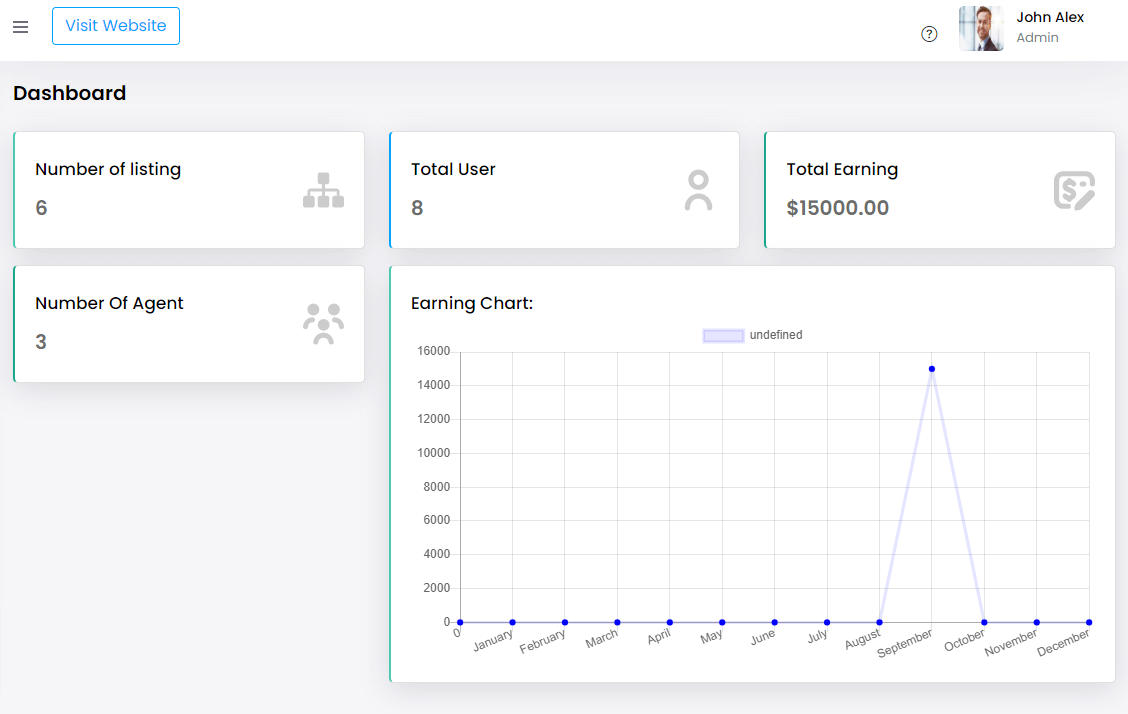 Visit Website
?
John Alex
Admin
Dashboard
Number of listing
6
Total User
8
Total Earning
$15000.00
$
Number Of Agent
3
Earning Chart:
undefined
16000
14000
12000
10000
8000
6000
4000
2000
0
0 January February March April May June July August September October November December